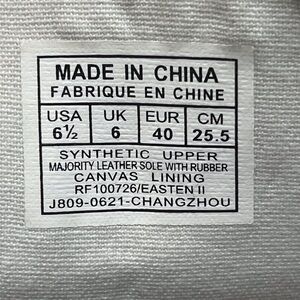 MADE IN CHINA
FABRIQUE EN CHINE
USA UK EUR CM
6½ 6 40 25.5
SYNTHETIC UPPER
MAJORITY LEATHER SOLE WITH RUBBER
CANVAS LINING
RF100726/EASTEN II
J809-0621-CHANGZHOU